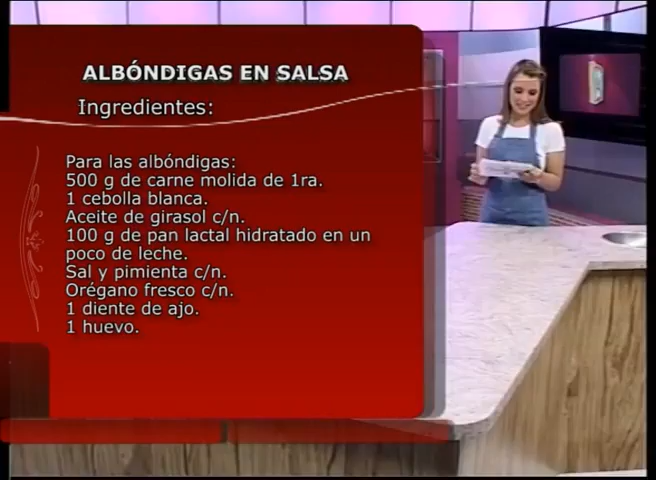 ALBÓNDIGAS EN SALSA
Ingredientes:
Para las albóndigas:
500 g de carne molida de 1ra.
1 cebolla blanca.
Aceite de girasol c/n.
100 g de pan lactal hidratado en un
poco de leche.
Sal y pimienta c/n.
Orégano fresco c/n.
1 diente de ajo.
1 huevo.